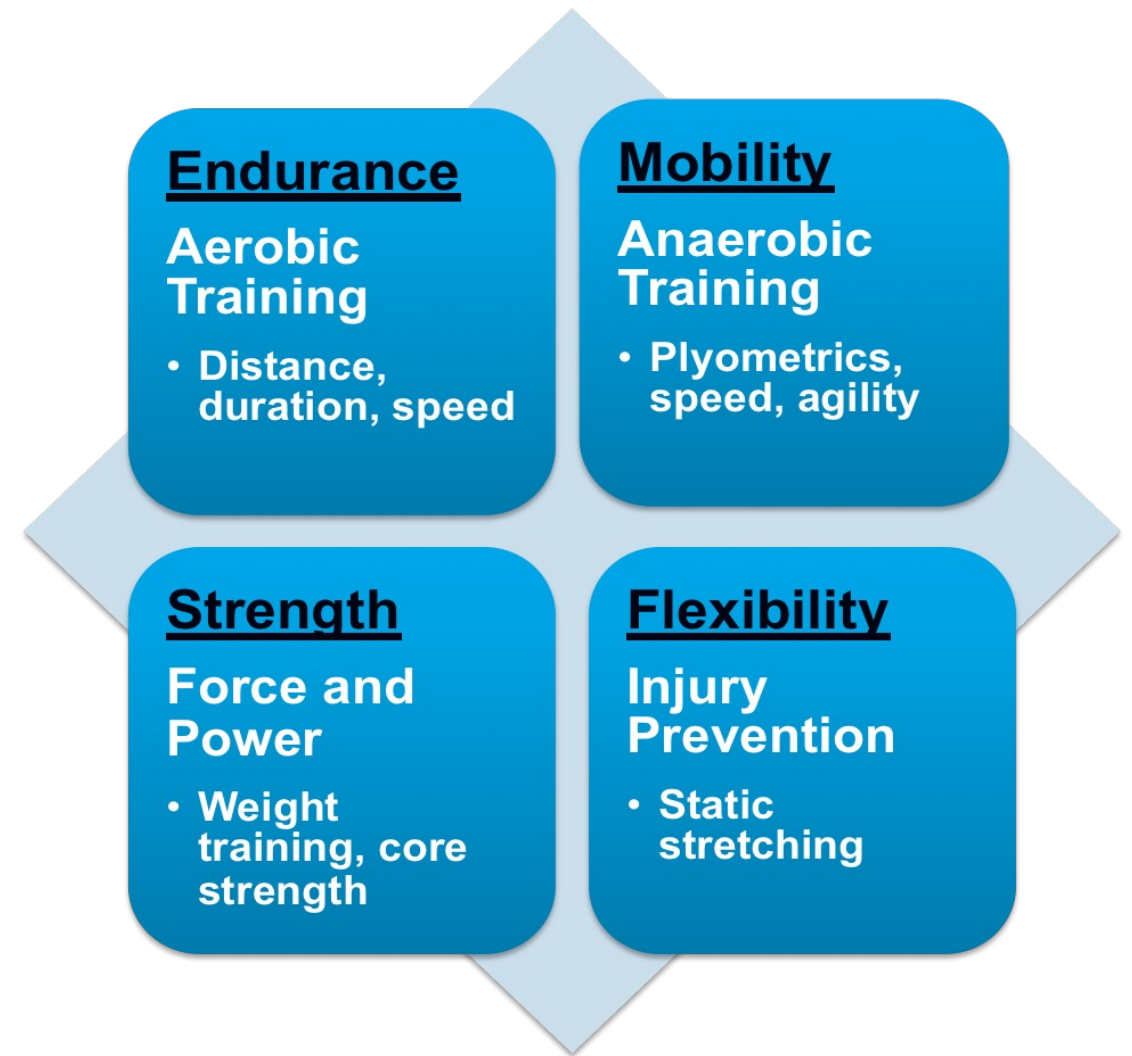 Endurance
Aerobic
Training
• Distance,
duration, speed
Mobility
Anaerobic
Training
• Plyometrics,
speed, agility
Strength
Force and
Power
• Weight
training, core
strength
Flexibility
Injury
Prevention
• Static
stretching